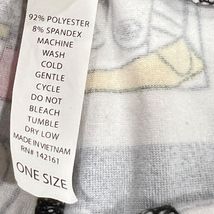 92% POLYESTER
8% SPANDEX
MACHINE
WASH
COLD
GENTLE
CYCLE
DO NOT
BLEACH
TUMBLE
DRY LOW
MADE IN VIETNAM
RN# 142161
ONE SIZE